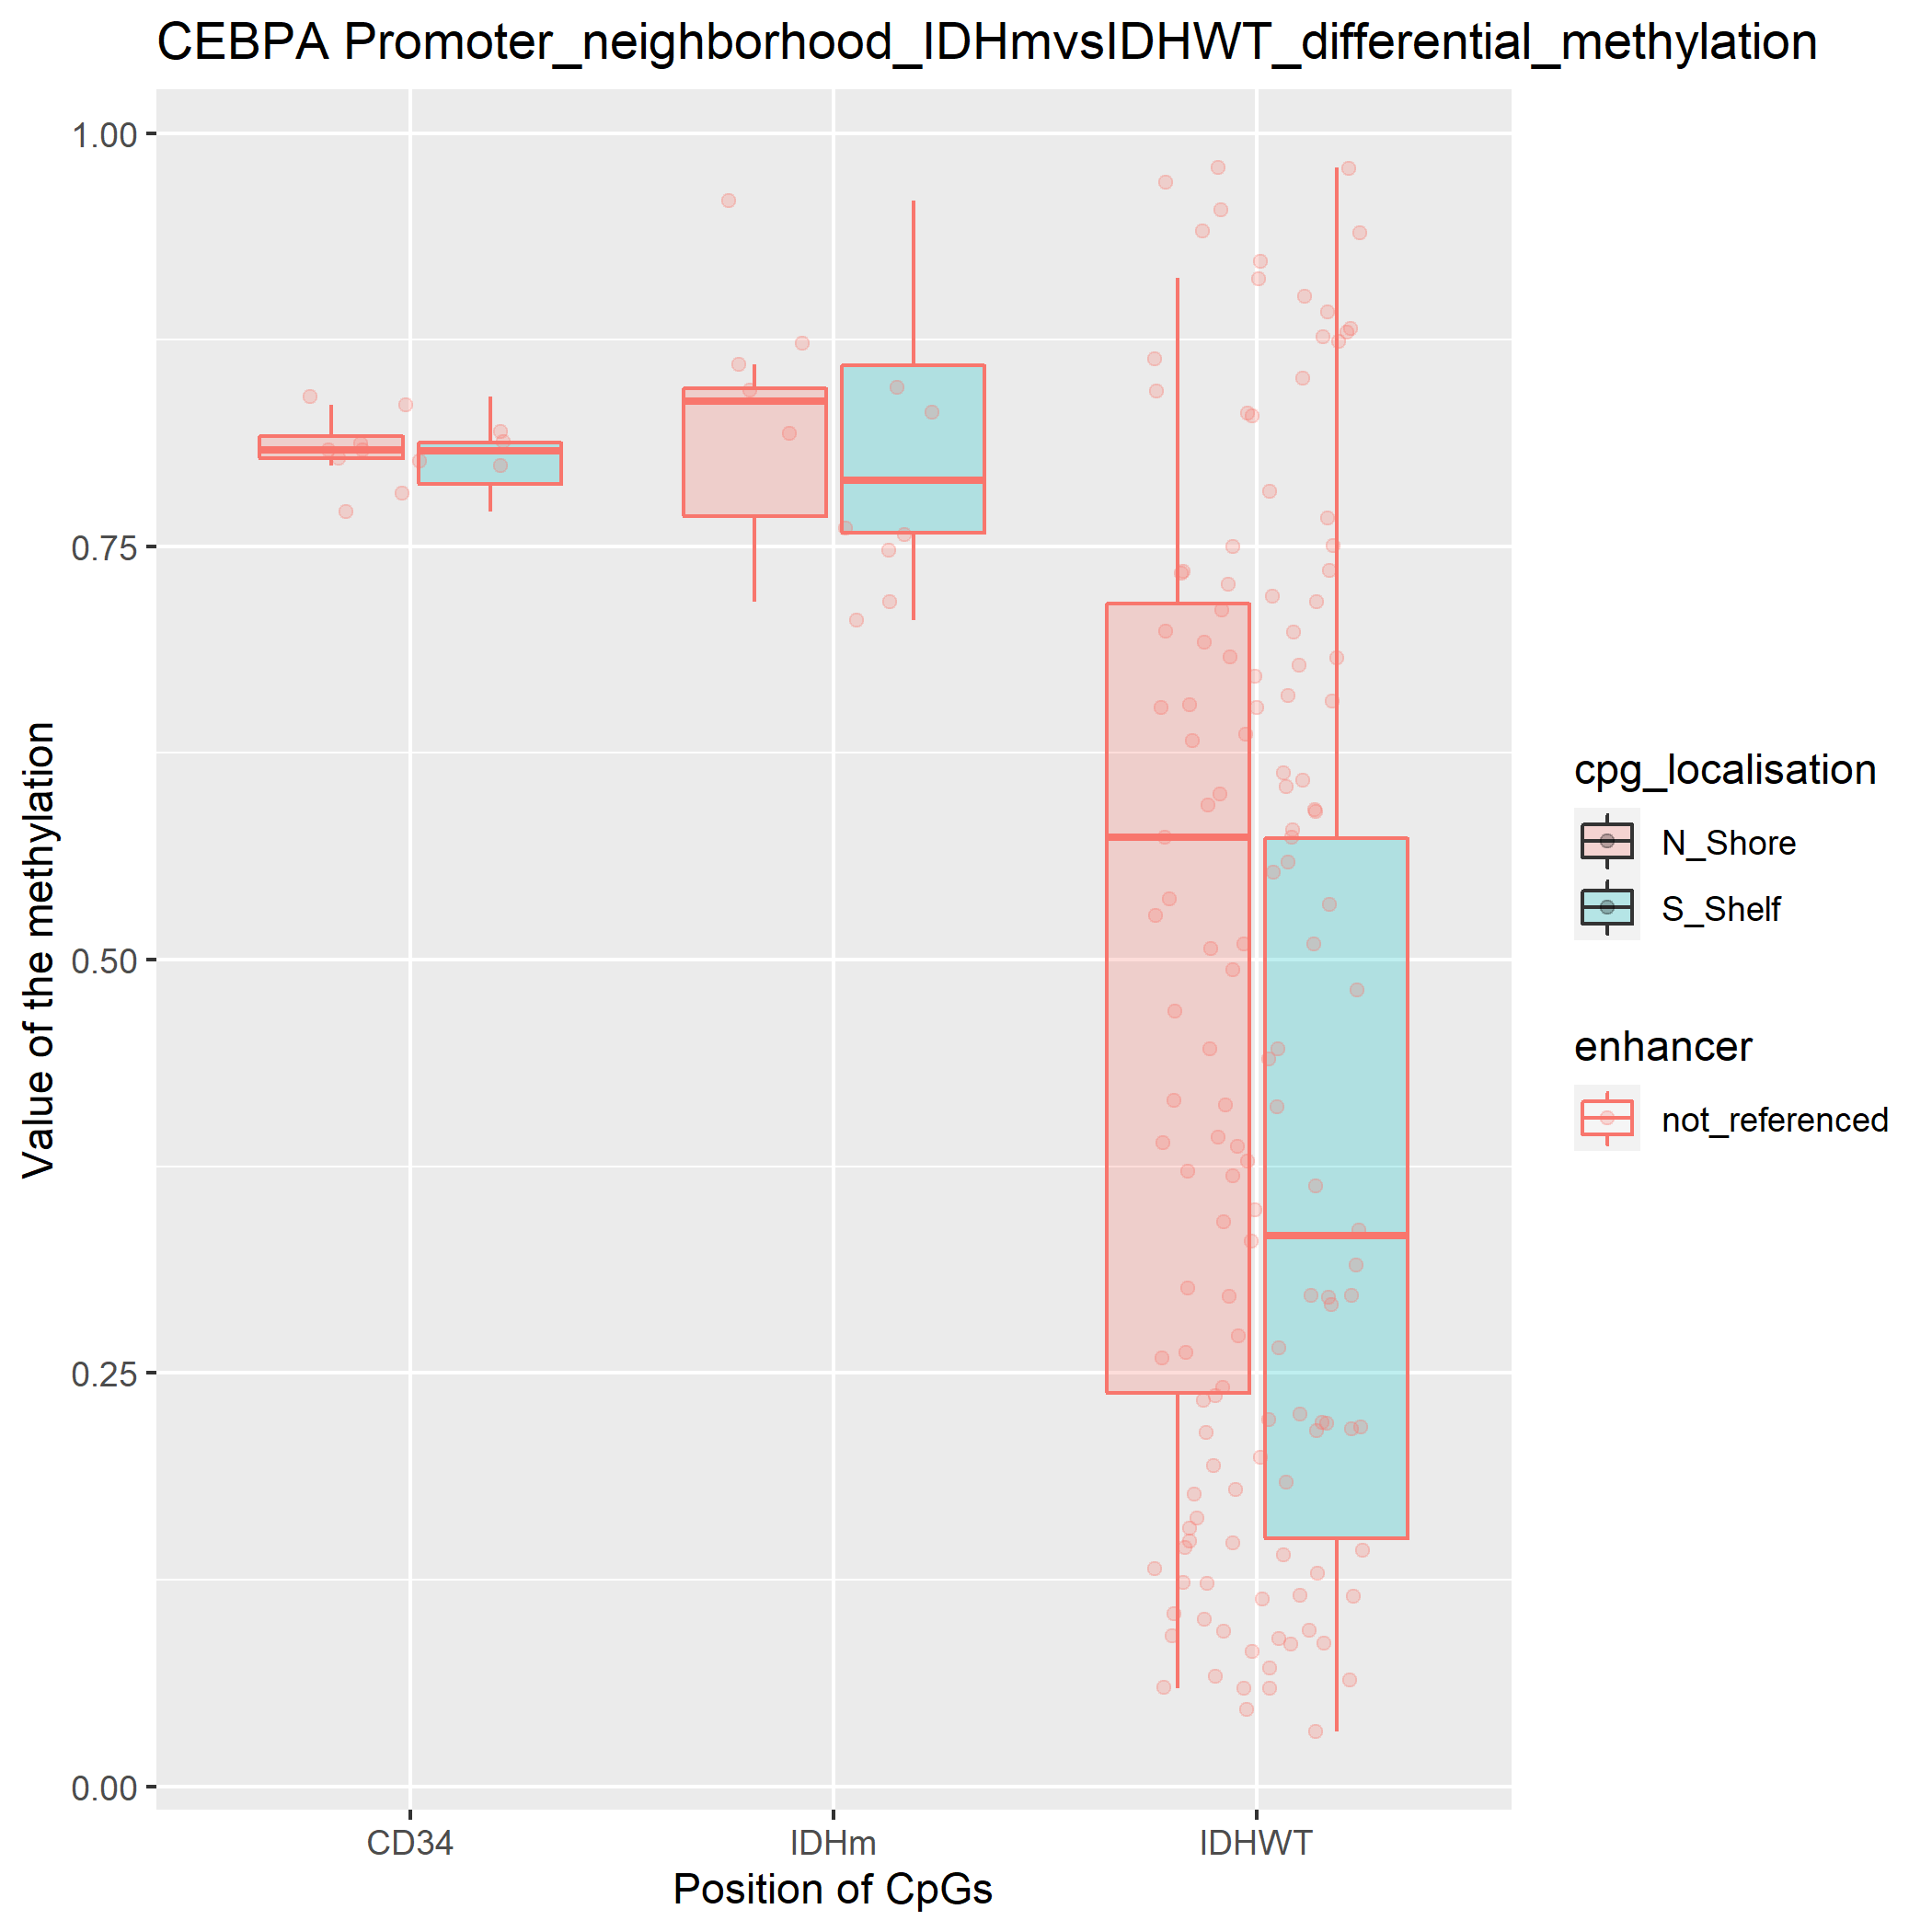 CEBPA Promoter_neighborhood_IDHmvsIDHWT_differential_methylation
1.00
0.75
0.50
0.25
0.00
Value of the methylation
CD34
IDHm
IDHWT
Position of CpGs
cpg_localisation
N_Shore
S_Shelf
enhancer
not_referenced